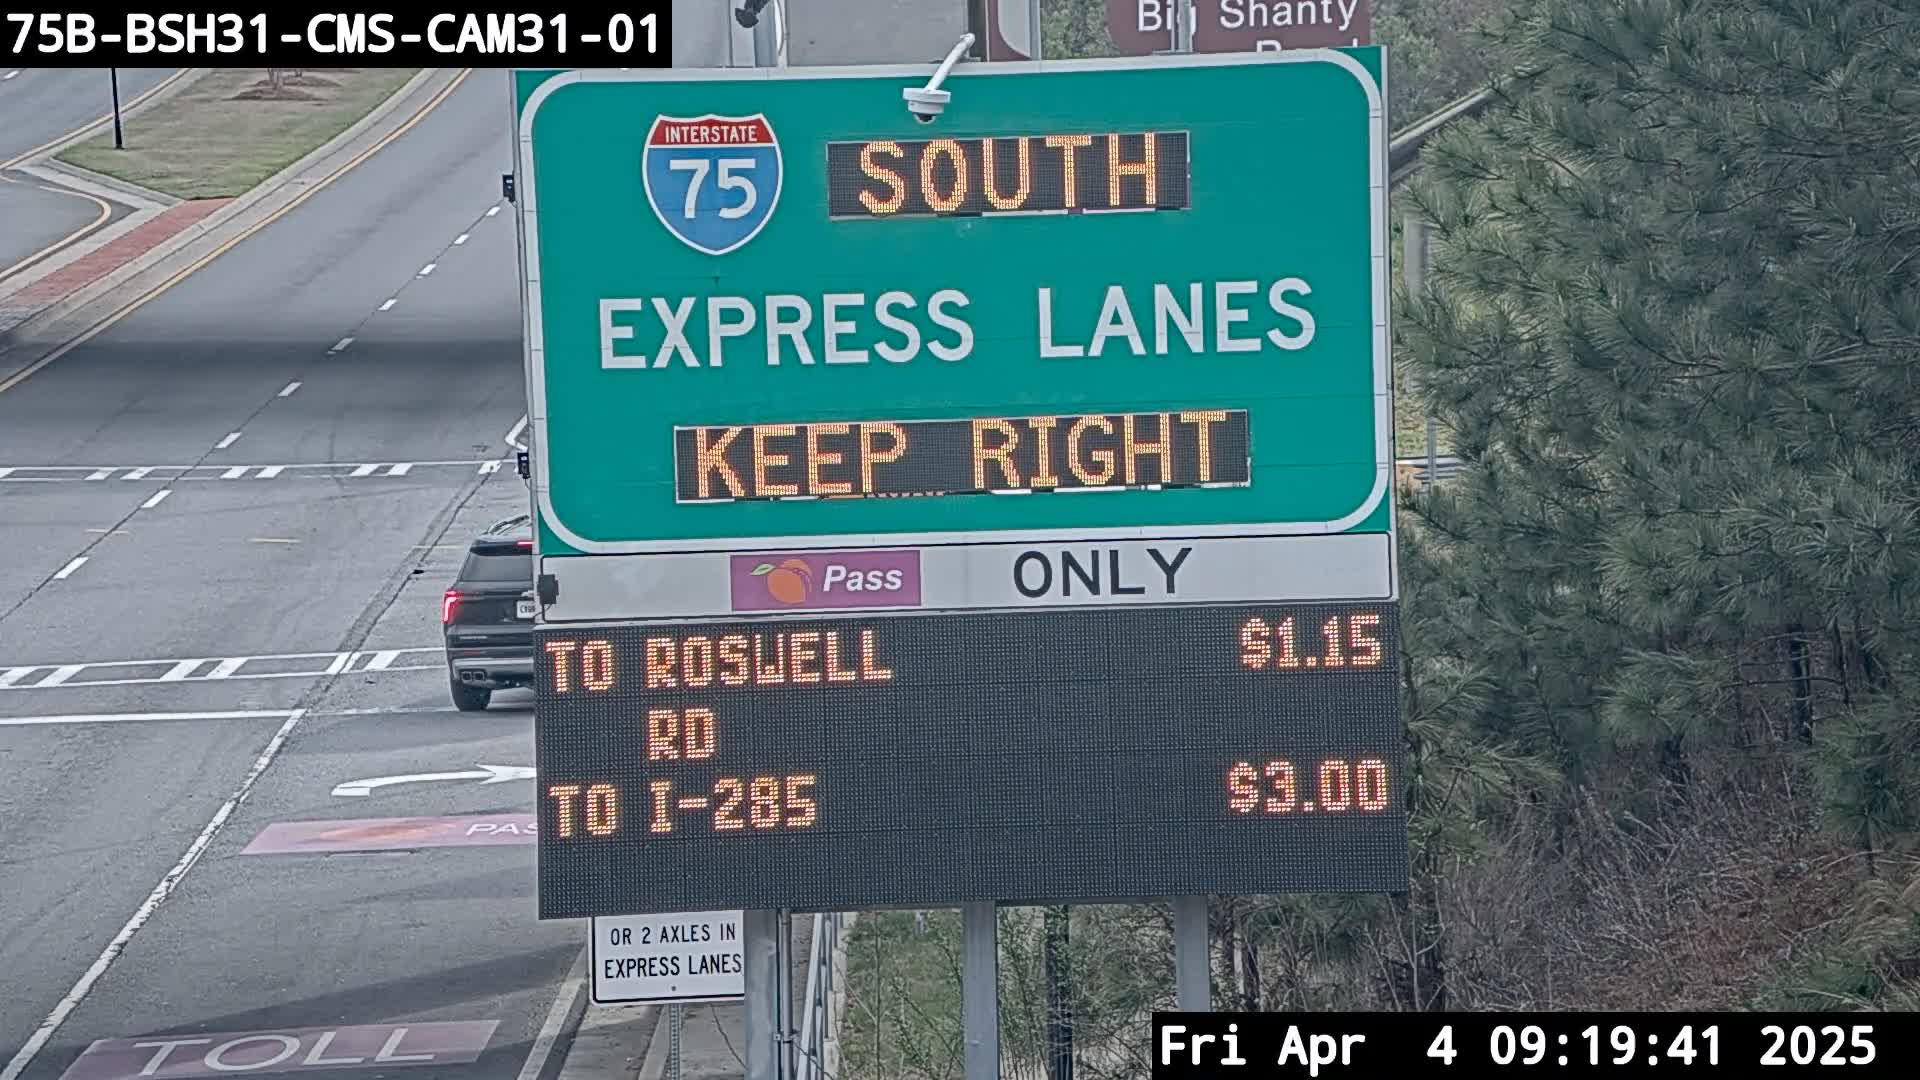 75B-BSH31-CMS-CAM31-01
Big Shanty
INTERSTATE
75
SOUTH
EXPRESS LANES
KEEP RIGHT
Pass
ONLY
TO ROSWELL $1.15
RD
TO I-285 $3.00
OR 2 AXLES IN
EXPRESS LANES
TOLL
Fri Apr 4 09:19:41 2025